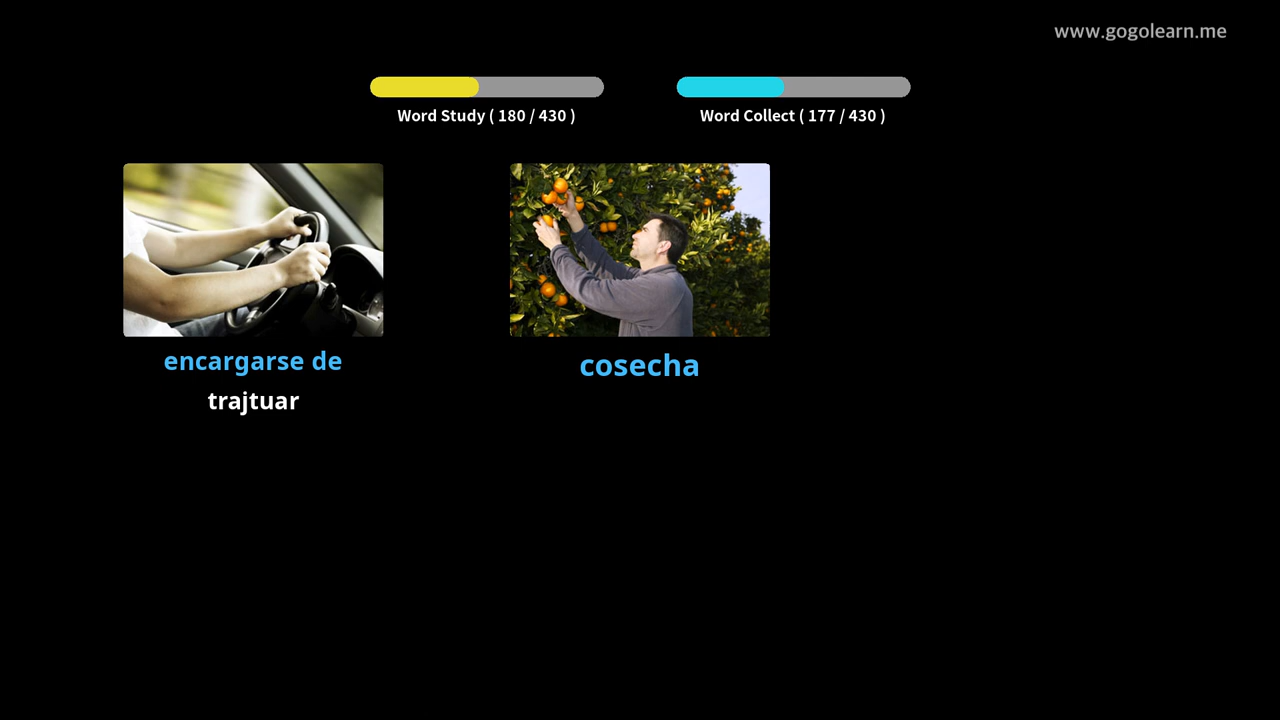 www.gogolearn.me
Word Study ( 180 / 430 )
Word Collect ( 177 / 430 )
encargarse de
trajtuar
cosecha